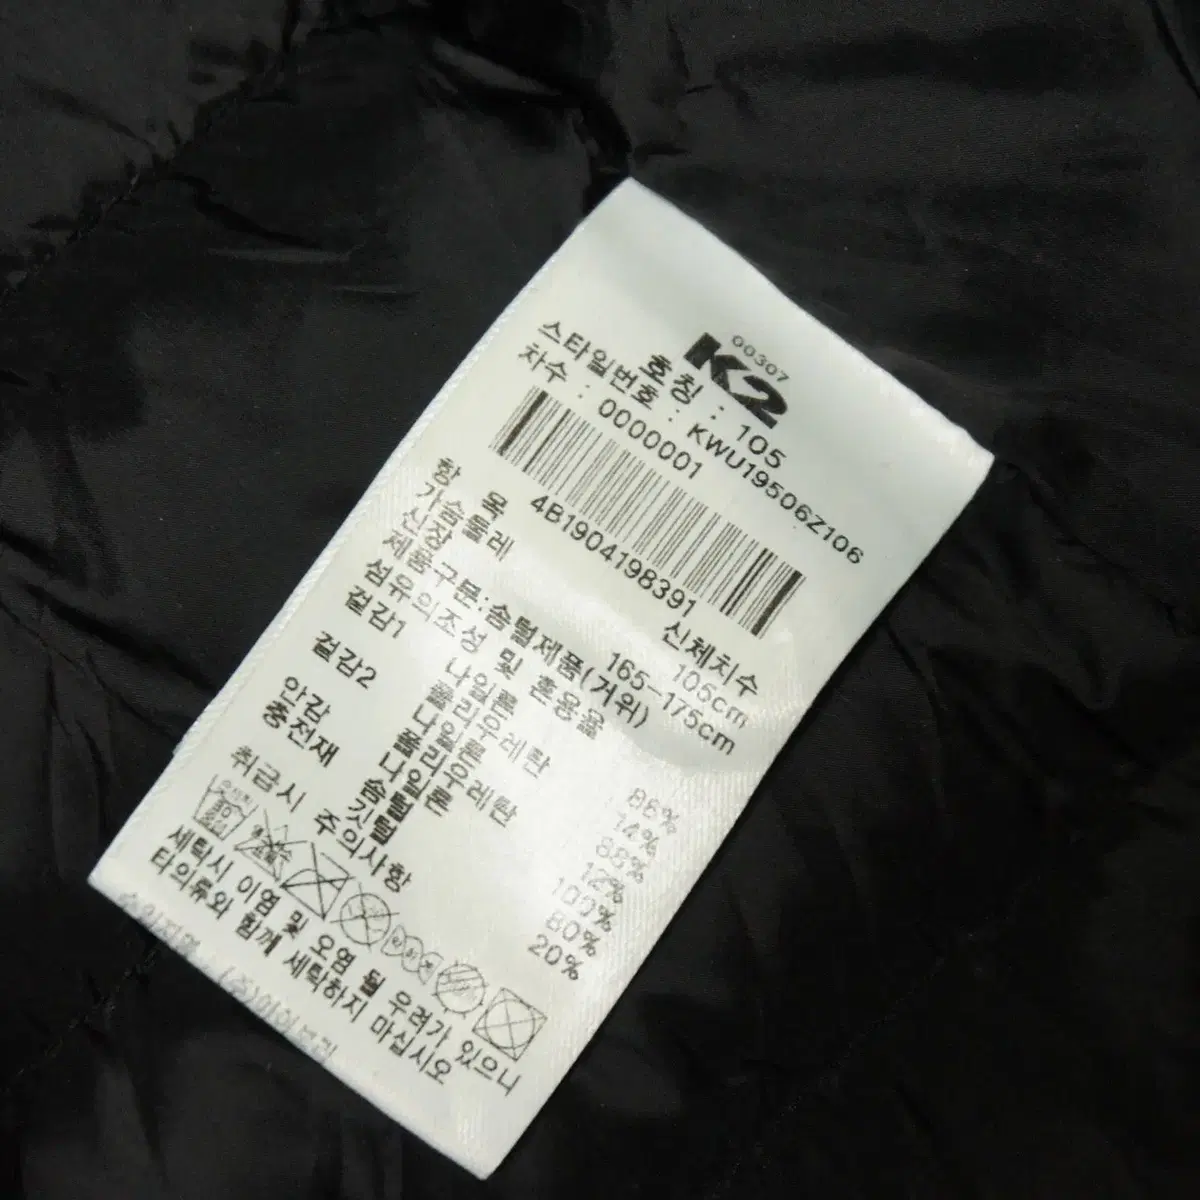 00307
K2
호칭 : 105
스타일번호 : KWU19506Z106
차수 : 0000001
4B1904198391
항 목 신체치수
가슴둘레 105cm
신장 165-175cm
제품구분:솜털제품(거위)
섬유의조성 및 혼용율
겉감1 나일론 86%
폴리우레탄 14%
겉감2 나일론 88%
폴리우레탄 12%
안감 나일론 100%
충전재 솜털 80%
깃털 20%
취급시 주의사항
세탁시 이염 및 오염 될 우려가 있으니
타의류와 함께 세탁하지 마십시오